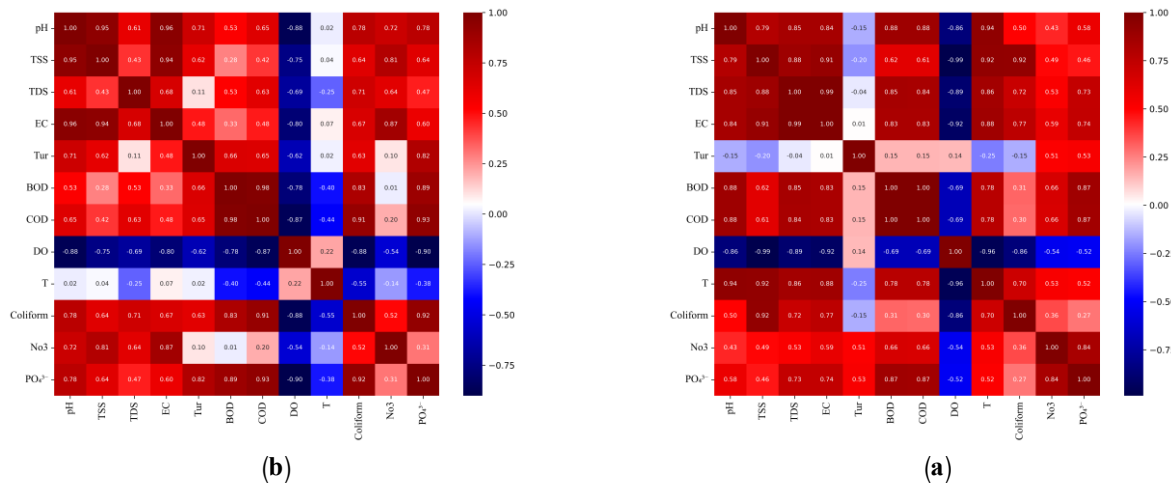 pH 1.00 0.95 0.61 0.96 0.71 0.53 0.65 -0.88 0.02 0.78 0.72 0.78
TSS 0.95 1.00 0.43 0.94 0.62 0.28 0.42 -0.75 0.04 0.64 0.81 0.64
TDS 0.61 0.43 1.00 0.68 0.11 0.53 0.63 -0.69 -0.25 0.71 0.64 0.47
EC 0.96 0.94 0.68 1.00 0.48 0.33 0.48 -0.80 0.07 0.67 0.87 0.60
Tur 0.71 0.62 0.11 0.48 1.00 0.66 0.65 -0.62 0.02 0.63 0.10 0.82
BOD 0.53 0.28 0.53 0.33 0.66 1.00 0.98 -0.78 -0.40 0.83 0.01 0.89
COD 0.65 0.42 0.63 0.48 0.65 0.98 1.00 -0.87 -0.44 0.91 0.20 0.93
DO -0.88 -0.75 -0.69 -0.80 -0.62 -0.78 -0.87 1.00 0.22 -0.88 -0.54 -0.90
T 0.02 0.04 -0.25 0.07 0.02 -0.40 -0.44 0.22 1.00 -0.55 -0.14 -0.38
Coliform 0.78 0.64 0.71 0.67 0.63 0.83 0.91 -0.88 -0.55 1.00 0.52 0.92
No3 0.72 0.81 0.64 0.87 0.10 0.01 0.20 -0.54 -0.14 0.52 1.00 0.31
PO₄³⁻ 0.78 0.64 0.47 0.60 0.82 0.89 0.93 -0.90 -0.38 0.92 0.31 1.00
pH TSS TDS EC Tur BOD COD DO T Coliform No3 PO₄³⁻
1.00
0.75
0.50
0.25
0.00
−0.25
−0.50
−0.75
(b)
pH 1.00 0.79 0.85 0.84 -0.15 0.88 0.88 -0.86 0.94 0.50 0.43 0.58
TSS 0.79 1.00 0.88 0.91 -0.20 0.62 0.61 -0.99 0.92 0.92 0.49 0.46
TDS 0.85 0.88 1.00 0.99 -0.04 0.85 0.84 -0.89 0.86 0.72 0.53 0.73
EC 0.84 0.91 0.99 1.00 0.01 0.83 0.83 -0.92 0.88 0.77 0.59 0.74
Tur -0.15 -0.20 -0.04 0.01 1.00 0.15 0.15 0.14 -0.25 -0.15 0.51 0.53
BOD 0.88 0.62 0.85 0.83 0.15 1.00 1.00 -0.69 0.78 0.31 0.66 0.87
COD 0.88 0.61 0.84 0.83 0.15 1.00 1.00 -0.69 0.78 0.30 0.66 0.87
DO -0.86 -0.99 -0.89 -0.92 0.14 -0.69 -0.69 1.00 -0.96 -0.86 -0.54 -0.52
T 0.94 0.92 0.86 0.88 -0.25 0.78 0.78 -0.96 1.00 0.70 0.53 0.52
Coliform 0.50 0.92 0.72 0.77 -0.15 0.31 0.30 -0.86 0.70 1.00 0.36 0.27
No3 0.43 0.49 0.53 0.59 0.51 0.66 0.66 -0.54 0.53 0.36 1.00 0.84
PO₄³⁻ 0.58 0.46 0.73 0.74 0.53 0.87 0.87 -0.52 0.52 0.27 0.84 1.00
pH TSS TDS EC Tur BOD COD DO T Coliform No3 PO₄³⁻
1.00
0.75
0.50
0.25
0.00
−0.25
−0.50
−0.75
(a)